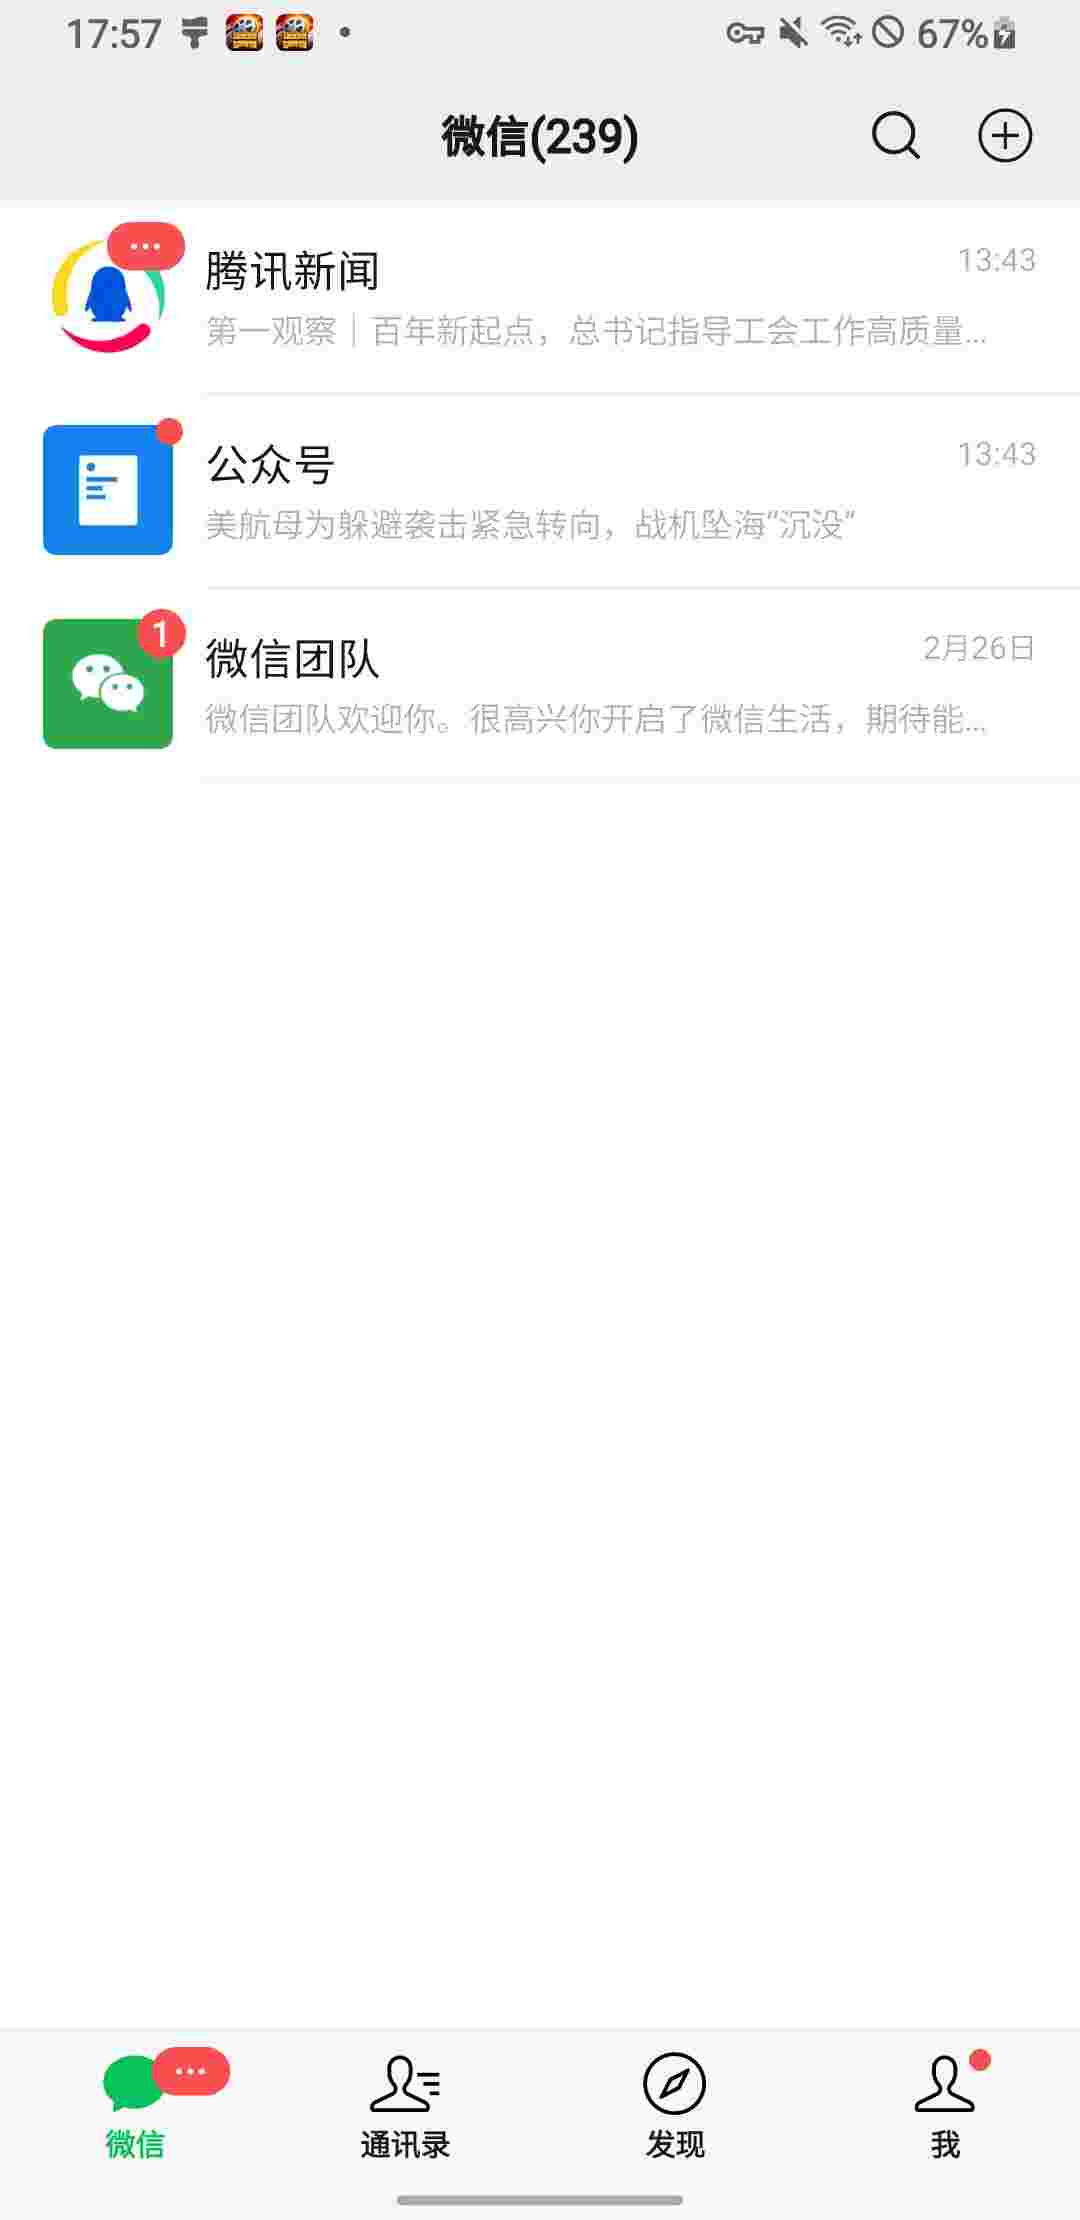 17:57
67%
微信(239)
腾讯新闻
13:43
第一观察｜百年新起点，总书记指导工会工作高质量...
公众号
13:43
美航母为躲避袭击紧急转向，战机坠海“沉没”
1
微信团队
2月26日
微信团队欢迎你。很高兴你开启了微信生活，期待能...
微信
通讯录
发现
我